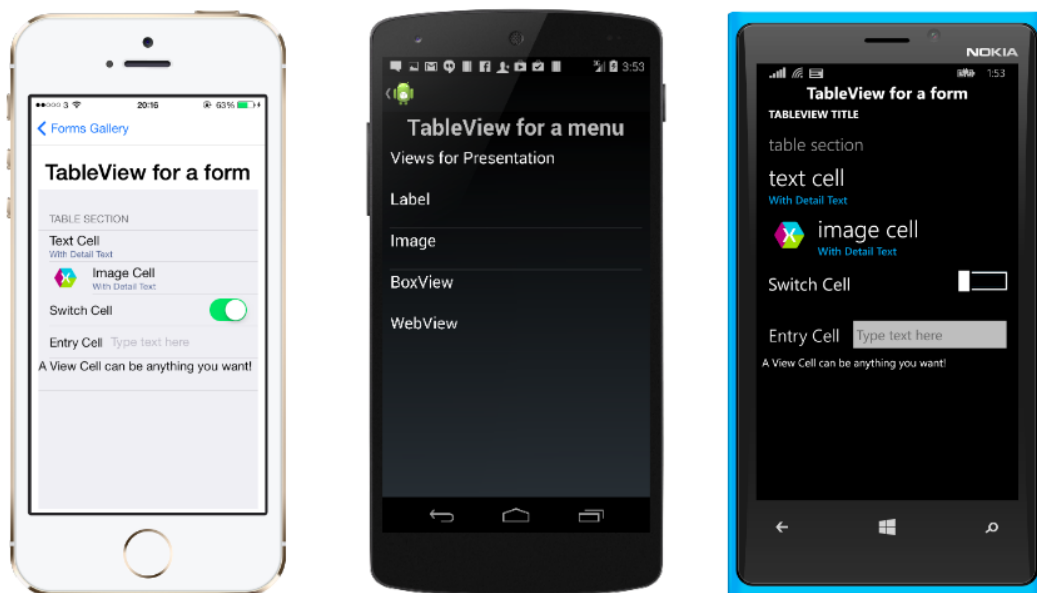 3
20:16
63%
Forms Gallery
TableView for a form
TABLE SECTION
Text Cell
With Detail Text
Image Cell
With Detail Text
Switch Cell
Entry Cell Type text here
A View Cell can be anything you want!
3:53
TableView for a menu
Views for Presentation
Label
Image
BoxView
WebView
NOKIA
1:53
TableView for a form
TABLEVIEW TITLE
table section
text cell
With Detail Text
image cell
With Detail Text
Switch Cell
Entry Cell Type text here
A View Cell can be anything you want!